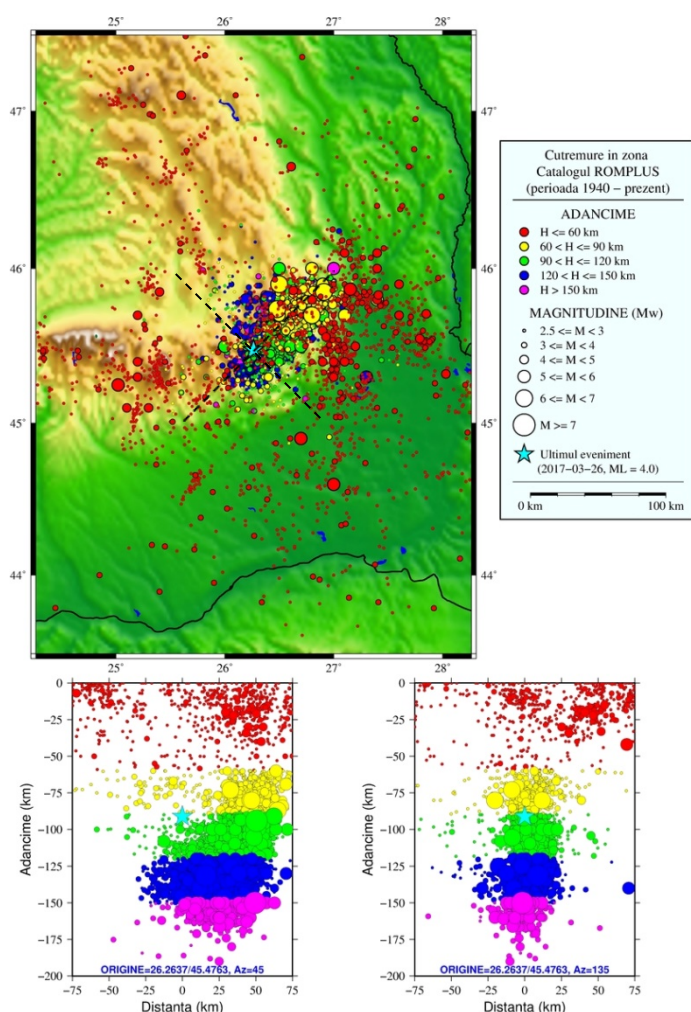 25° 26° 27° 28°
47° 47°
46° 46°
45° 45°
44° 44°
25° 26° 27° 28°
Cutremure in zona
Catalogul ROMPLUS
(perioada 1940 – prezent)
ADANCIME
H <= 60 km
60 < H <= 90 km
90 < H <= 120 km
120 < H <= 150 km
H > 150 km
MAGNITUDINE (Mw)
2.5 <= M < 3
3 <= M < 4
4 <= M < 5
5 <= M < 6
6 <= M < 7
M >= 7
Ultimul eveniment
(2017-03-26, ML = 4.0)
0 km 100 km
Adancime (km)
0
−25
−50
−75
−100
−125
−150
−175
−200
ORIGINE=26.2637/45.4763, Az=45
−75 −50 −25 0 25 50 75
Distanta (km)
Adancime (km)
0
−25
−50
−75
−100
−125
−150
−175
−200
ORIGINE=26.2637/45.4763, Az=135
−75 −50 −25 0 25 50 75
Distanta (km)